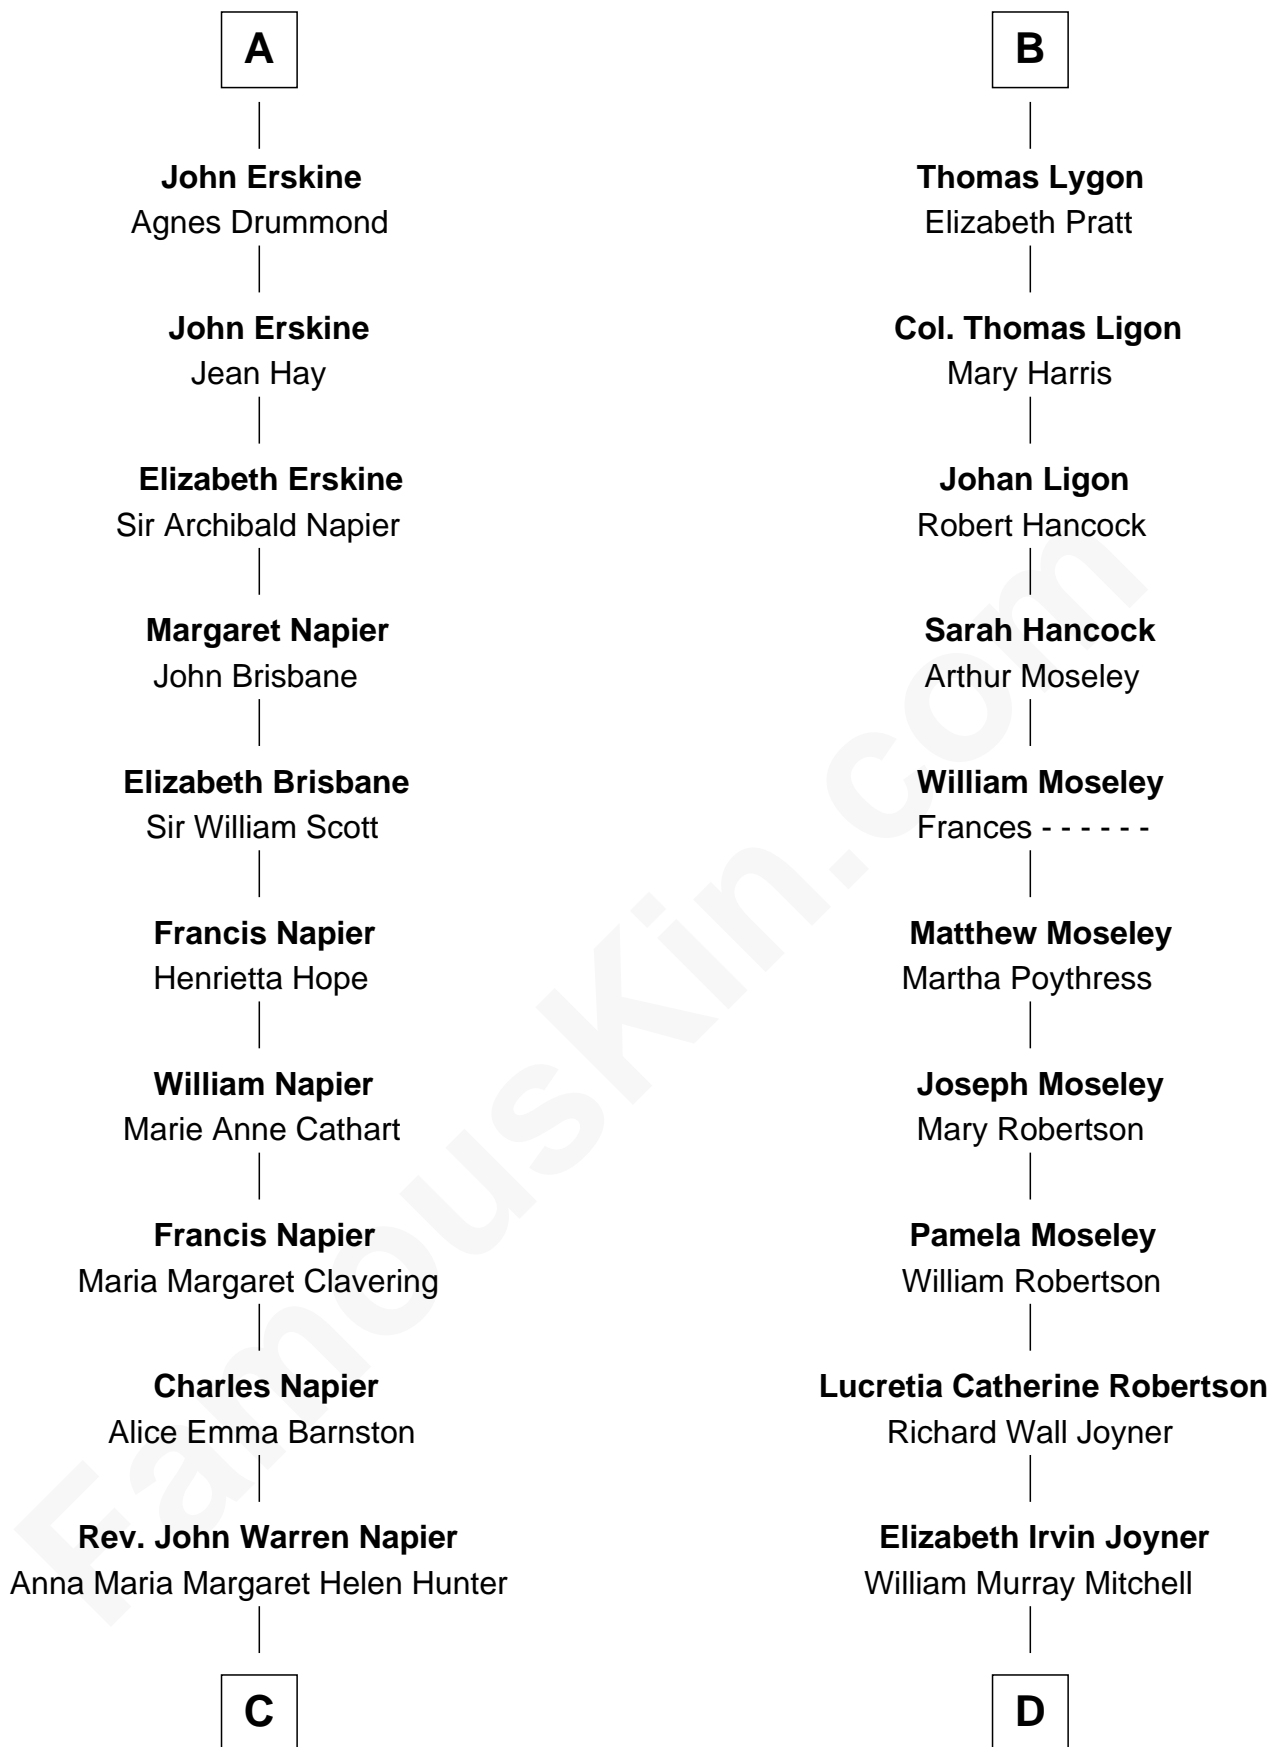 A
John Erskine
Agnes Drummond
John Erskine
Jean Hay
Elizabeth Erskine
Sir Archibald Napier
Margaret Napier
John Brisbane
Elizabeth Brisbane
Sir William Scott
Francis Napier
Henrietta Hope
William Napier
Marie Anne Cathart
Francis Napier
Maria Margaret Clavering
Charles Napier
Alice Emma Barnston
Rev. John Warren Napier
Anna Maria Margaret Helen Hunter
C
B
Thomas Lygon
Elizabeth Pratt
Col. Thomas Ligon
Mary Harris
Johan Ligon
Robert Hancock
Sarah Hancock
Arthur Moseley
William Moseley
Frances - - - - - -
Matthew Moseley
Martha Poythress
Joseph Moseley
Mary Robertson
Pamela Moseley
William Robertson
Lucretia Catherine Robertson
Richard Wall Joyner
Elizabeth Irvin Joyner
William Murray Mitchell
D
FamousKin.com